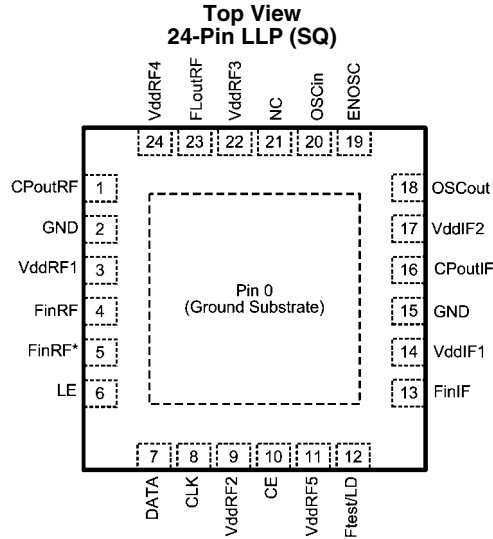 Top View
24-Pin LLP (SQ)
VddRF4
FLoutRF
VddRF3
NC
OSCin
ENOSC
24 23 22 21 20 19
CPoutRF 1
GND 2
VddRF1 3
FinRF 4
FinRF* 5
LE 6
Pin 0
(Ground Substrate)
18 OSCout
17 VddIF2
16 CPoutIF
15 GND
14 VddIF1
13 FinIF
7 8 9 10 11 12
DATA
CLK
VddRF2
CE
VddRF5
Ftest/LD